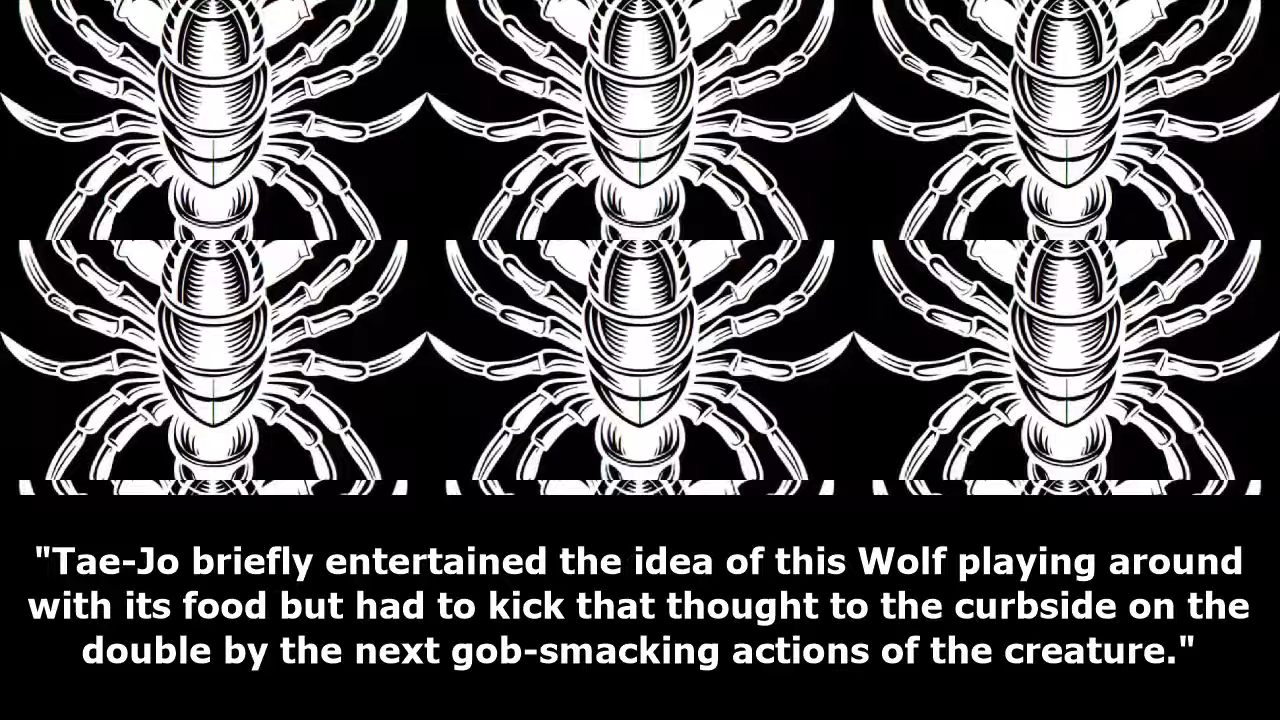 "Tae-Jo briefly entertained the idea of this Wolf playing around
with its food but had to kick that thought to the curbside on the
double by the next gob-smacking actions of the creature."